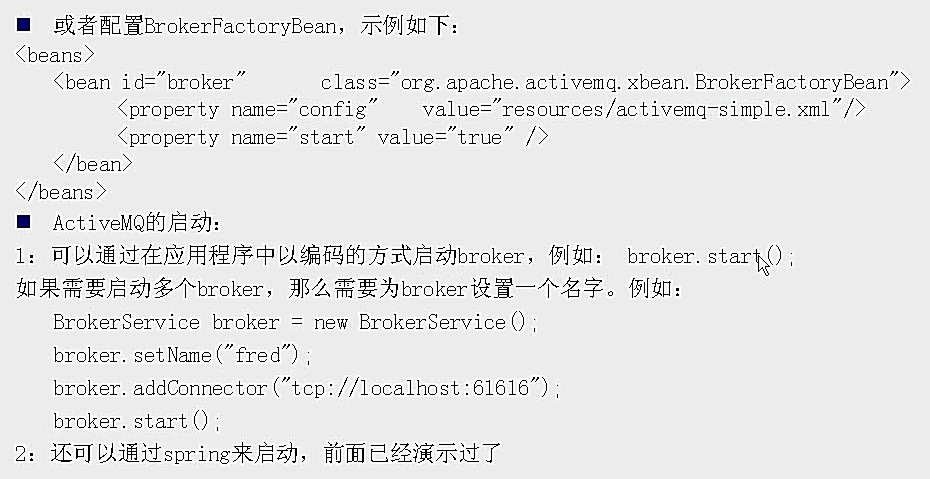 ■ 或者配置BrokerFactoryBean，示例如下：
<beans>
<bean id="broker" class="org.apache.activemq.xbean.BrokerFactoryBean">
<property name="config" value="resources/activemq-simple.xml"/>
<property name="start" value="true" />
</bean>
</beans>
■ ActiveMQ的启动：
1：可以通过在应用程序中以编码的方式启动broker，例如： broker.start();
如果需要启动多个broker，那么需要为broker设置一个名字。例如：
BrokerService broker = new BrokerService();
broker.setName("fred");
broker.addConnector("tcp://localhost:61616");
broker.start();
2：还可以通过spring来启动，前面已经演示过了